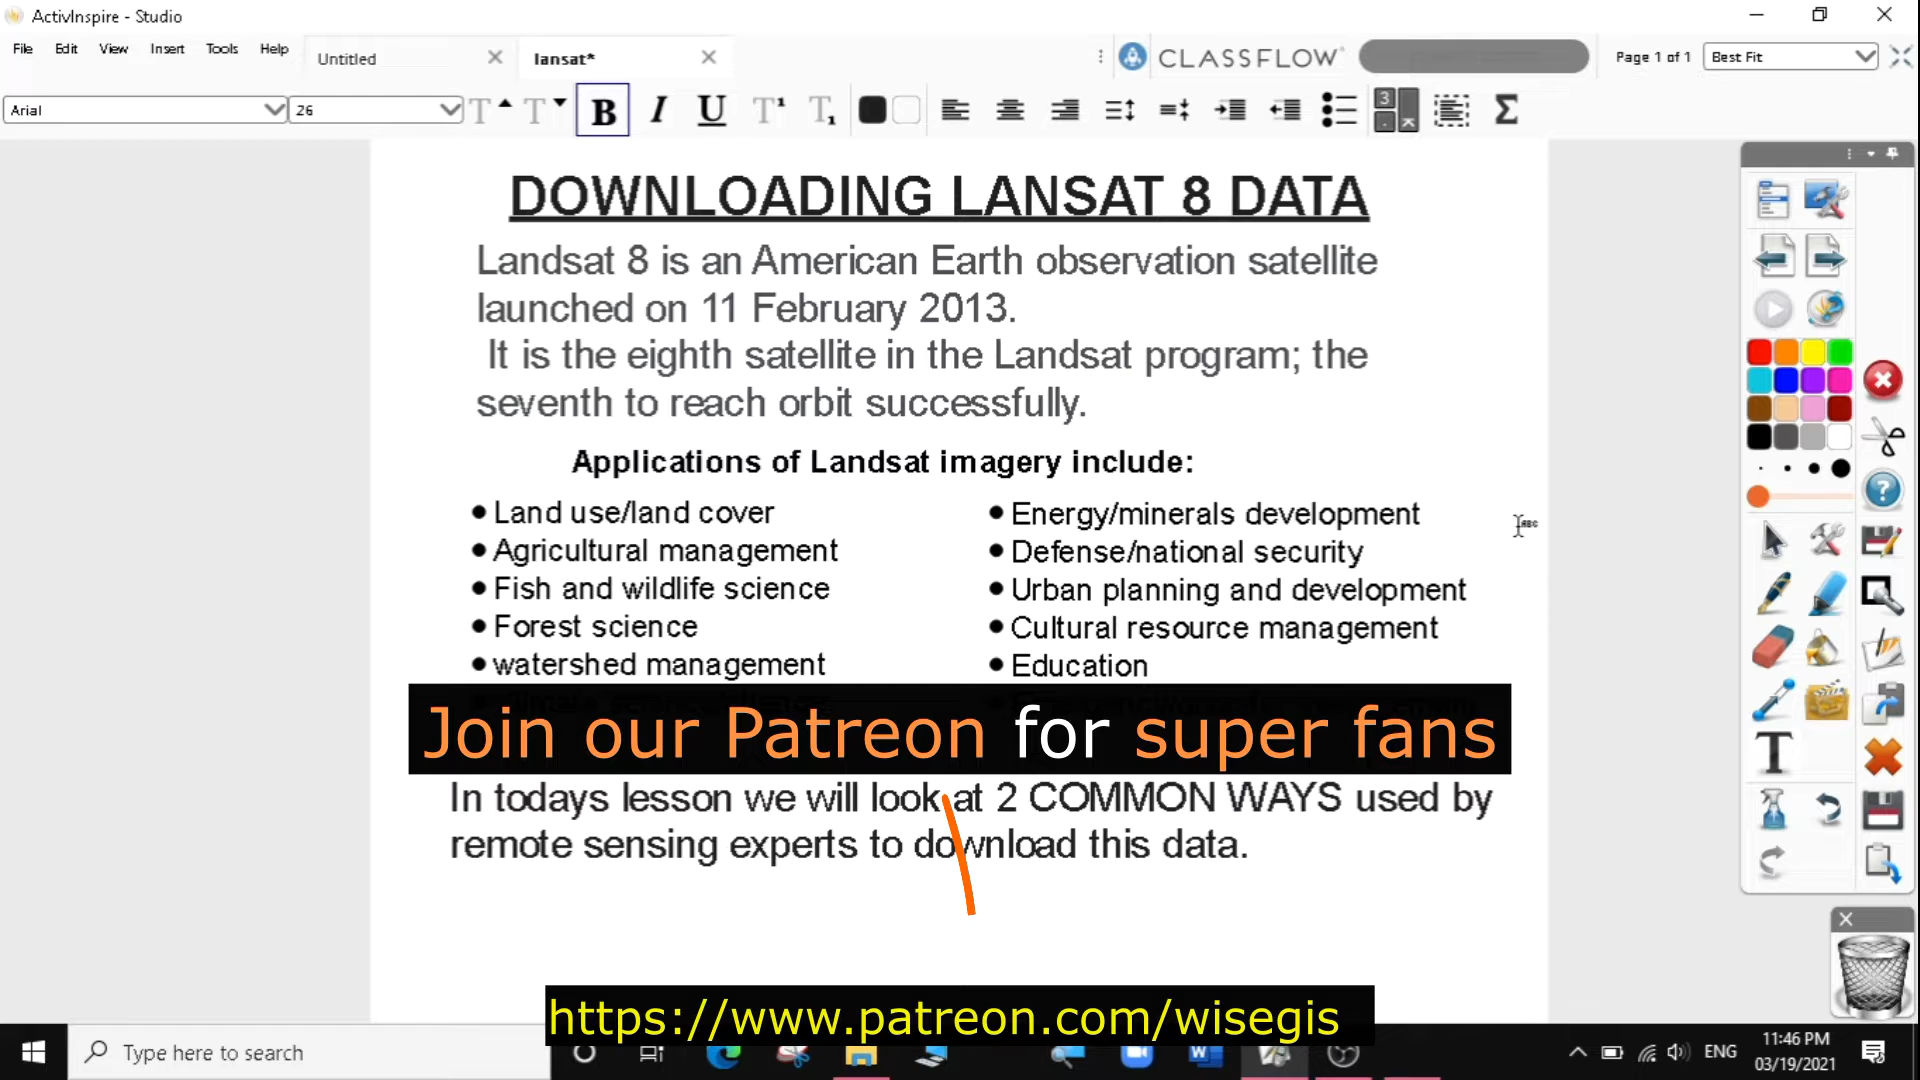 ActivInspire - Studio
File Edit View Insert Tools Help
Untitled
lansat*
CLASSFLOW
Page 1 of 1
Best Fit
Arial
26
DOWNLOADING LANSAT 8 DATA
Landsat 8 is an American Earth observation satellite
launched on 11 February 2013.
It is the eighth satellite in the Landsat program; the
seventh to reach orbit successfully.
Applications of Landsat imagery include:
• Land use/land cover
• Agricultural management
• Fish and wildlife science
• Forest science
• watershed management
• Energy/minerals development
• Defense/national security
• Urban planning and development
• Cultural resource management
• Education
Join our Patreon for super fans
In todays lesson we will look at 2 COMMON WAYS used by
remote sensing experts to download this data.
https://www.patreon.com/wisegis
Type here to search
ENG
11:46 PM
03/19/2021